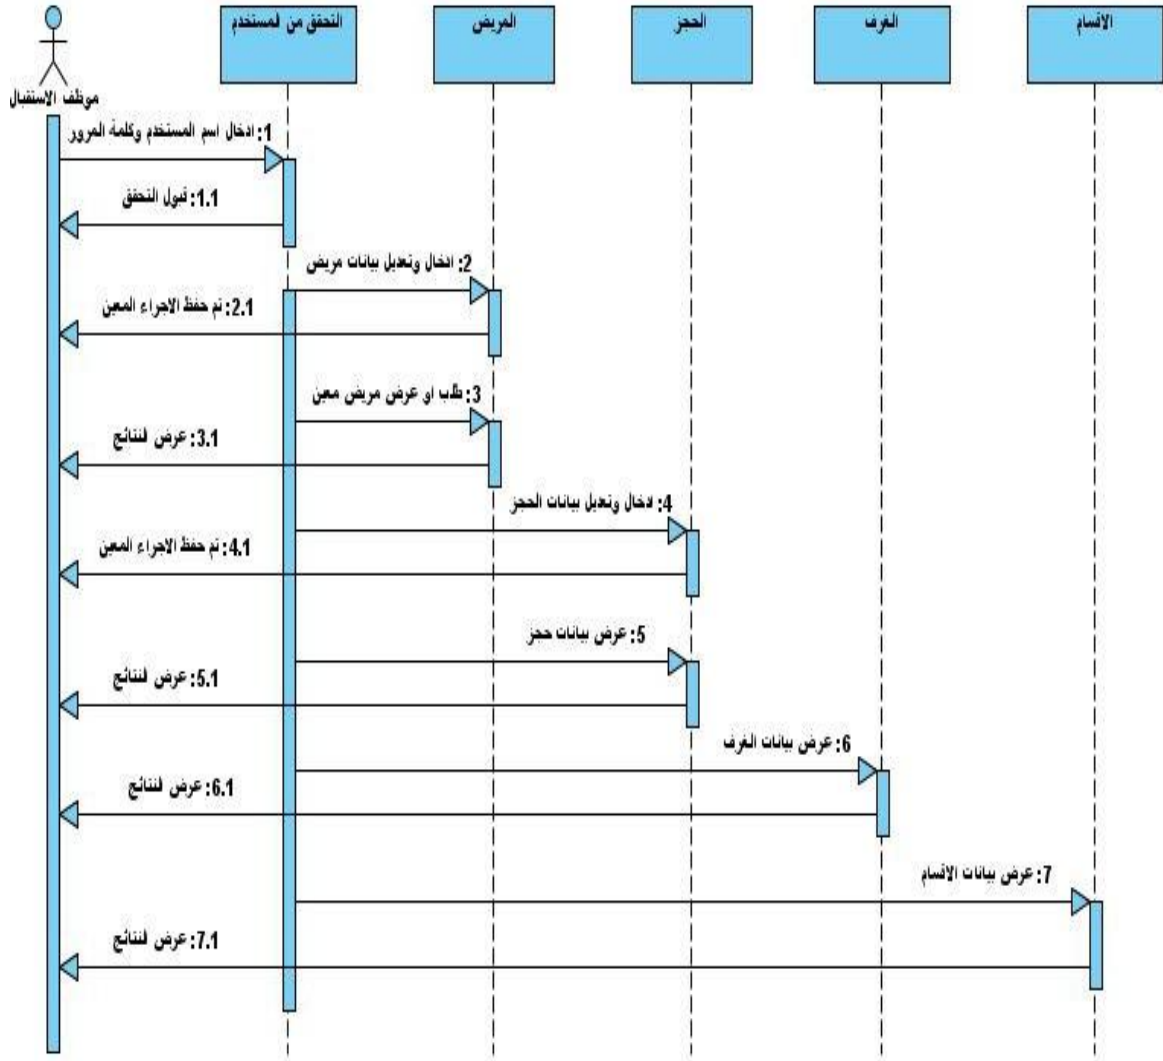 التحقق من المستخدم
المريض
الحجز
الغرف
الاقسام
موظف الاستقبال
1: ادخال اسم المستخدم وكلمة المرور
1.1: قبول التحقق
2: ادخال وتعديل بيانات مريض
2.1: تم حفظ الاجراء المعين
3: طلب او عرض مريض معين
3.1: عرض النتائج
4: ادخال وتعديل بيانات الحجز
4.1: تم حفظ الاجراء المعين
5: عرض بيانات حجز
5.1: عرض النتائج
6: عرض بيانات الغرف
6.1: عرض النتائج
7: عرض بيانات الاقسام
7.1: عرض النتائج